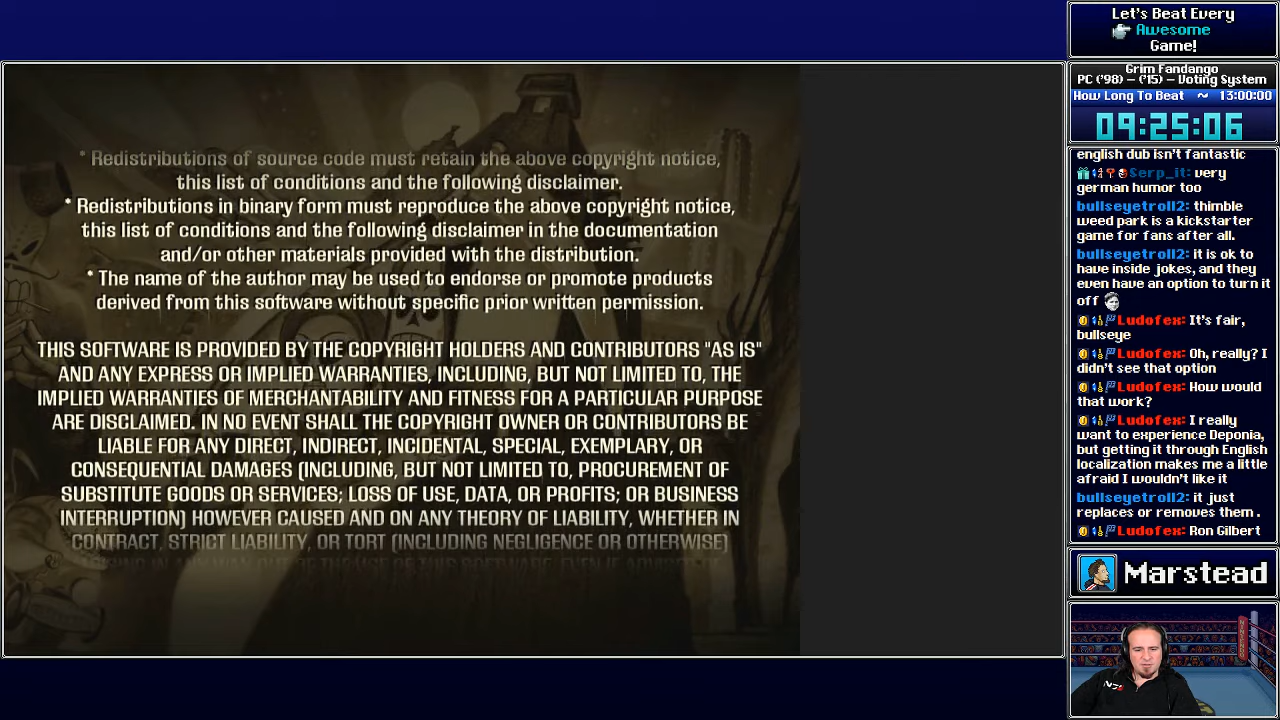 Let's Beat Every
Awesome
Game!
Grim Fandango
PC ('98) – ('15) – Voting System
How Long To Beat ~ 13:00:00
09:25:06
* Redistributions of source code must retain the above copyright notice,
this list of conditions and the following disclaimer.
* Redistributions in binary form must reproduce the above copyright notice,
this list of conditions and the following disclaimer in the documentation
and/or other materials provided with the distribution.
* The name of the author may be used to endorse or promote products
derived from this software without specific prior written permission.
THIS SOFTWARE IS PROVIDED BY THE COPYRIGHT HOLDERS AND CONTRIBUTORS "AS IS"
AND ANY EXPRESS OR IMPLIED WARRANTIES, INCLUDING, BUT NOT LIMITED TO, THE
IMPLIED WARRANTIES OF MERCHANTABILITY AND FITNESS FOR A PARTICULAR PURPOSE
ARE DISCLAIMED. IN NO EVENT SHALL THE COPYRIGHT OWNER OR CONTRIBUTORS BE
LIABLE FOR ANY DIRECT, INDIRECT, INCIDENTAL, SPECIAL, EXEMPLARY, OR
CONSEQUENTIAL DAMAGES (INCLUDING, BUT NOT LIMITED TO, PROCUREMENT OF
SUBSTITUTE GOODS OR SERVICES; LOSS OF USE, DATA, OR PROFITS; OR BUSINESS
INTERRUPTION) HOWEVER CAUSED AND ON ANY THEORY OF LIABILITY, WHETHER IN
CONTRACT, STRICT LIABILITY, OR TORT (INCLUDING NEGLIGENCE OR OTHERWISE)
english dub isn't fantastic
Serp_it: very
german humor too
bullseyetroll2: thimble
weed park is a kickstarter
game for fans after all.
bullseyetroll2: it is ok to
have inside jokes, and they
even have an option to turn it
off
Ludofex: It's fair,
bullseye
Ludofex: Oh, really? I
didn't see that option
Ludofex: How would
that work?
Ludofex: I really
want to experience Deponia,
but getting it through English
localization makes me a little
afraid I wouldn't like it
bullseyetroll2: it just
replaces or removes them .
Ludofex: Ron Gilbert
Marstead